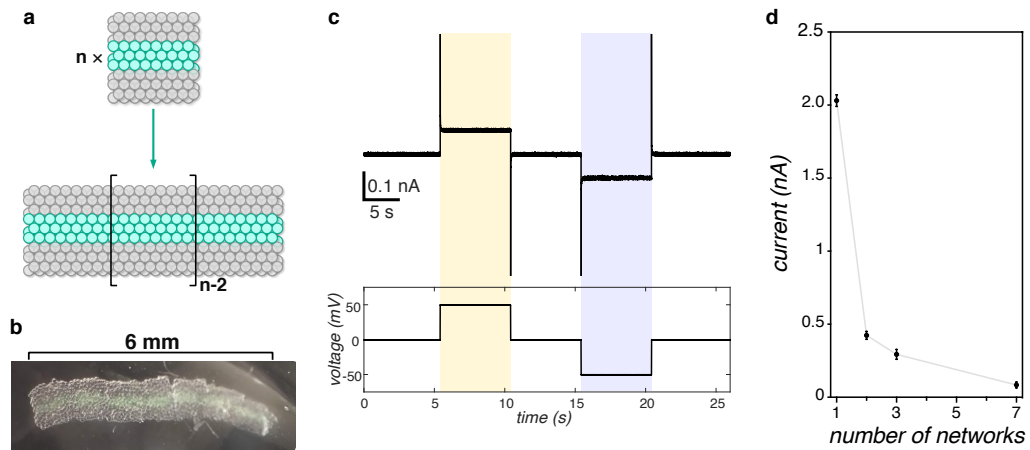 a
n ×
n-2
b
6 mm
c
0.1 nA
5 s
voltage (mV)
50
0
-50
0
5
10
15
20
25
time (s)
d
current (nA)
2.5
2.0
1.5
1
0.5
0
1
3
5
7
number of networks